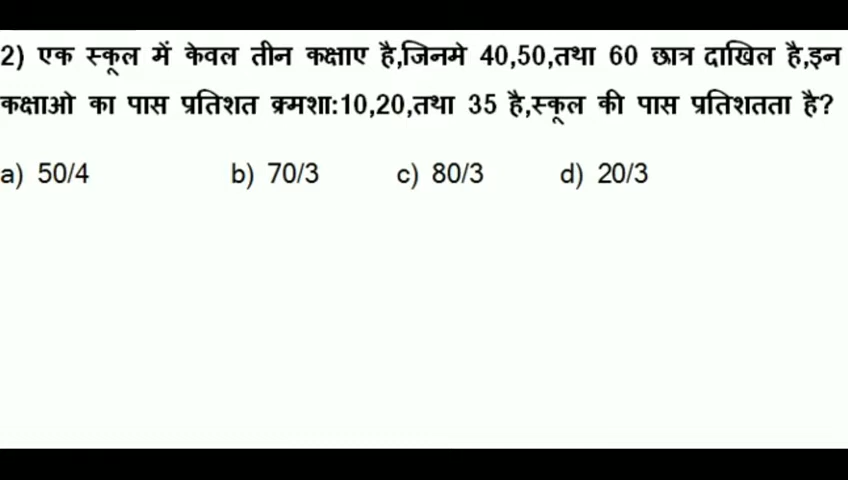 2) एक स्कूल में केवल तीन कक्षाए है,जिनमे 40,50,तथा 60 छात्र दाखिल है,इन
कक्षाओ का पास प्रतिशत क्रमशा:10,20,तथा 35 है,स्कूल की पास प्रतिशतता है?
a) 50/4 b) 70/3 c) 80/3 d) 20/3